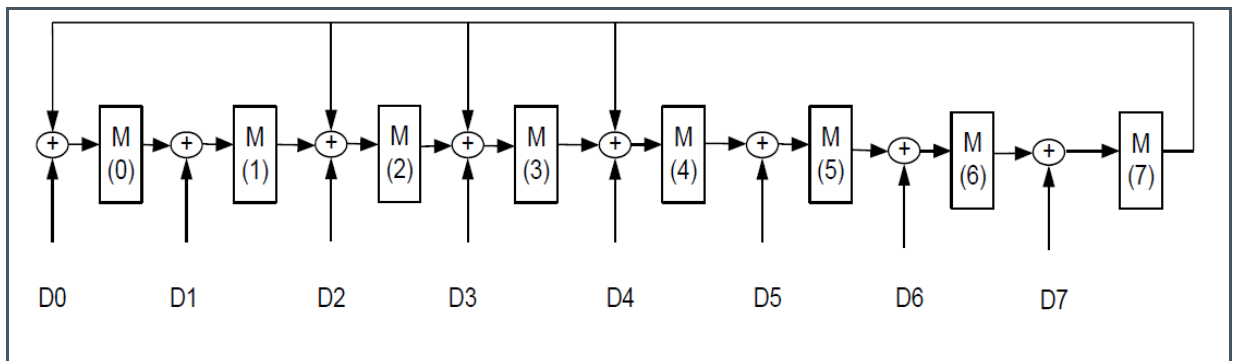 + M (0) + M (1) + M (2) + M (3) + M (4) + M (5) + M (6) + M (7)
D0 D1 D2 D3 D4 D5 D6 D7